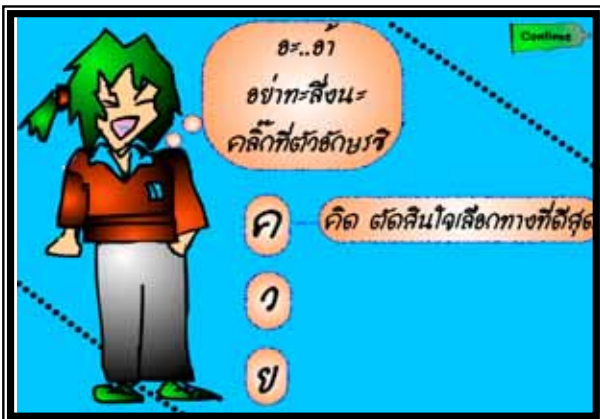 อะ..อ้า
อย่าทะลึ่งนะ
คลิ๊กที่ตัวอักษรซิ
ค
คิด ตัดสินใจเลือกทางที่ดีสุด
ว
ย